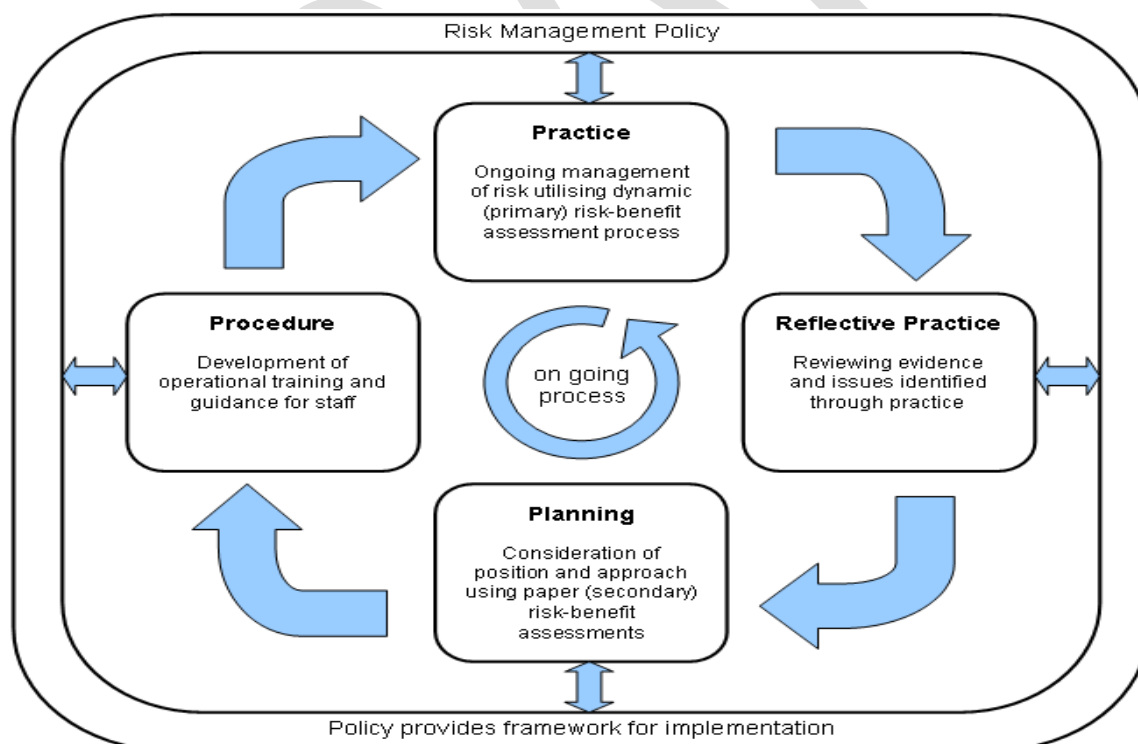 Risk Management Policy
Practice
Ongoing management
of risk utilising dynamic
(primary) risk-benefit
assessment process
Procedure
Development of
operational training and
guidance for staff
on going
process
Reflective Practice
Reviewing evidence
and issues identified
through practice
Planning
Consideration of
position and approach
using paper (secondary)
risk-benefit
assessments
Policy provides framework for implementation